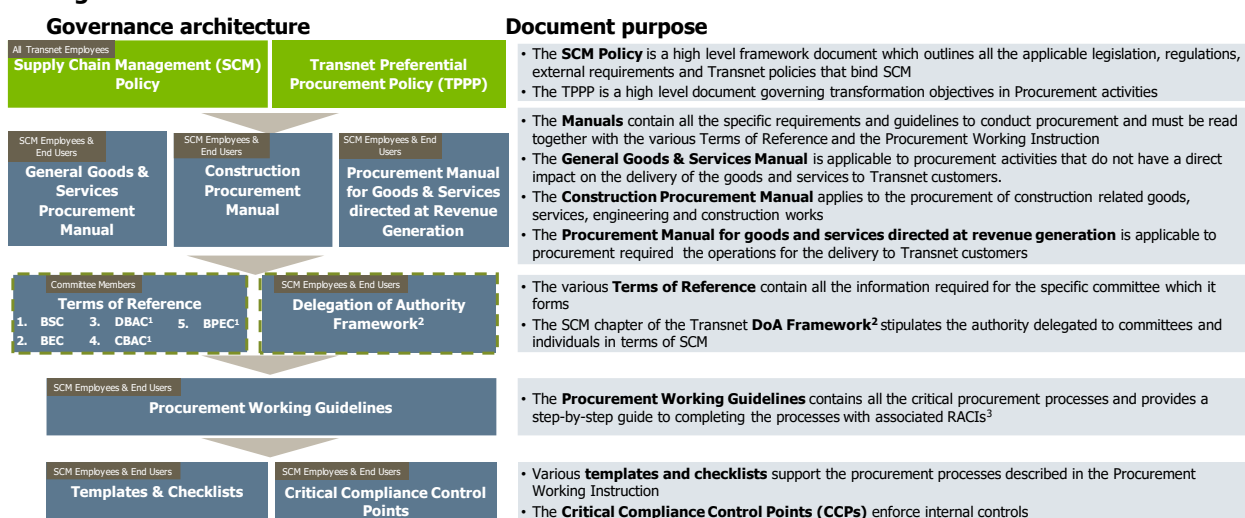 Governance architecture
Document purpose
All Transnet Employees
Supply Chain Management (SCM)
Policy
Transnet Preferential
Procurement Policy (TPPP)
• The SCM Policy is a high level framework document which outlines all the applicable legislation, regulations,
external requirements and Transnet policies that bind SCM
• The TPPP is a high level document governing transformation objectives in Procurement activities
SCM Employees &
End Users
General Goods &
Services
Procurement
Manual
SCM Employees &
End Users
Construction
Procurement
Manual
SCM Employees & End
Users
Procurement Manual
for Goods & Services
directed at Revenue
Generation
• The Manuals contain all the specific requirements and guidelines to conduct procurement and must be read
together with the various Terms of Reference and the Procurement Working Instruction
• The General Goods & Services Manual is applicable to procurement activities that do not have a direct
impact on the delivery of the goods and services to Transnet customers.
• The Construction Procurement Manual applies to the procurement of construction related goods,
services, engineering and construction works
• The Procurement Manual for goods and services directed at revenue generation is applicable to
procurement required the operations for the delivery to Transnet customers
Committee Members
Terms of Reference
1. BSC 3. DBAC¹ 5. BPEC¹
2. BEC 4. CBAC¹
SCM Employees & End Users
Delegation of Authority
Framework²
• The various Terms of Reference contain all the information required for the specific committee which it
forms
• The SCM chapter of the Transnet DoA Framework² stipulates the authority delegated to committees and
individuals in terms of SCM
SCM Employees & End Users
Procurement Working Guidelines
• The Procurement Working Guidelines contains all the critical procurement processes and provides a
step-by-step guide to completing the processes with associated RACIs³
SCM Employees & End Users
Templates & Checklists
SCM Employees & End Users
Critical Compliance Control
Points
• Various templates and checklists support the procurement processes described in the Procurement
Working Instruction
• The Critical Compliance Control Points (CCPs) enforce internal controls